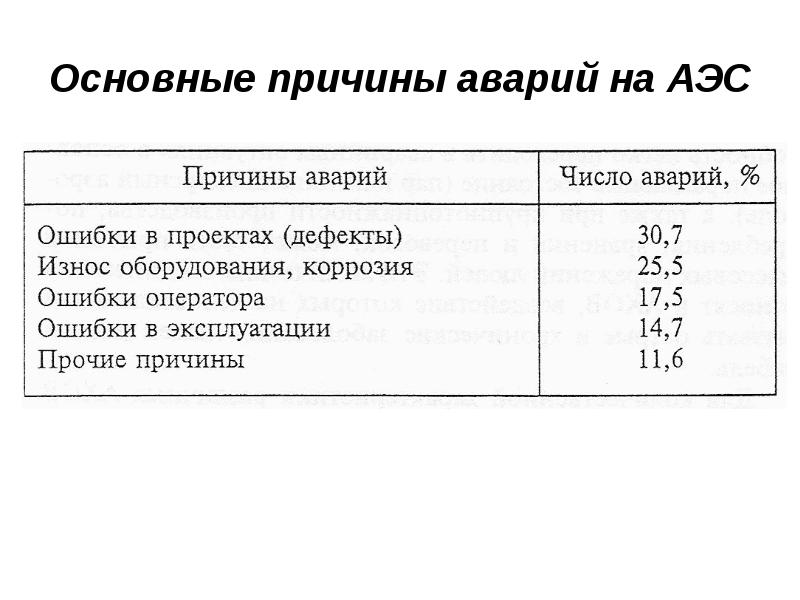 Основные причины аварий на АЭС
Причины аварий Число аварий, %
Ошибки в проектах (дефекты) 30,7
Износ оборудования, коррозия 25,5
Ошибки оператора 17,5
Ошибки в эксплуатации 14,7
Прочие причины 11,6